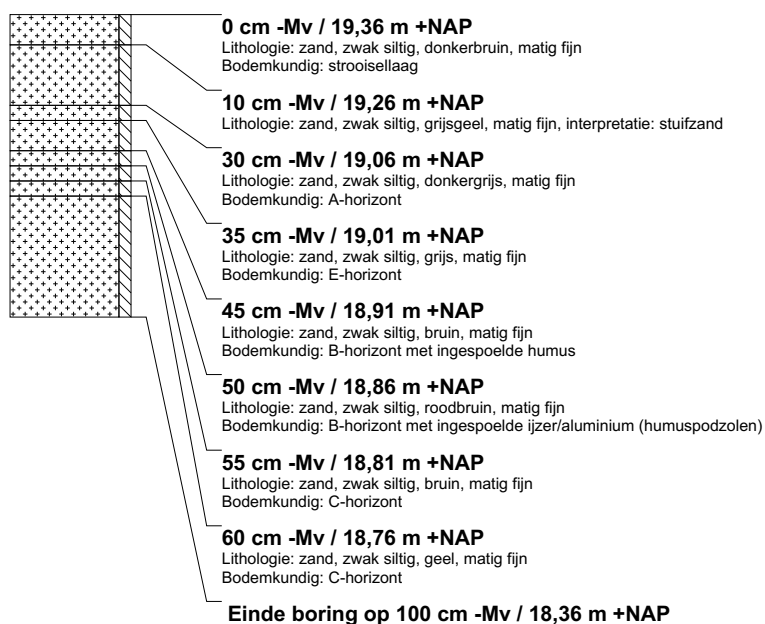 0 cm -Mv / 19,36 m +NAP
Lithologie: zand, zwak siltig, donkerbruin, matig fijn
Bodemkundig: strooisellaag
10 cm -Mv / 19,26 m +NAP
Lithologie: zand, zwak siltig, grijsgeel, matig fijn, interpretatie: stuifzand
30 cm -Mv / 19,06 m +NAP
Lithologie: zand, zwak siltig, donkergrijs, matig fijn
Bodemkundig: A-horizont
35 cm -Mv / 19,01 m +NAP
Lithologie: zand, zwak siltig, grijs, matig fijn
Bodemkundig: E-horizont
45 cm -Mv / 18,91 m +NAP
Lithologie: zand, zwak siltig, bruin, matig fijn
Bodemkundig: B-horizont met ingespoelde humus
50 cm -Mv / 18,86 m +NAP
Lithologie: zand, zwak siltig, roodbruin, matig fijn
Bodemkundig: B-horizont met ingespoelde ijzer/aluminium (humuspodzolen)
55 cm -Mv / 18,81 m +NAP
Lithologie: zand, zwak siltig, bruin, matig fijn
Bodemkundig: C-horizont
60 cm -Mv / 18,76 m +NAP
Lithologie: zand, zwak siltig, geel, matig fijn
Bodemkundig: C-horizont
Einde boring op 100 cm -Mv / 18,36 m +NAP